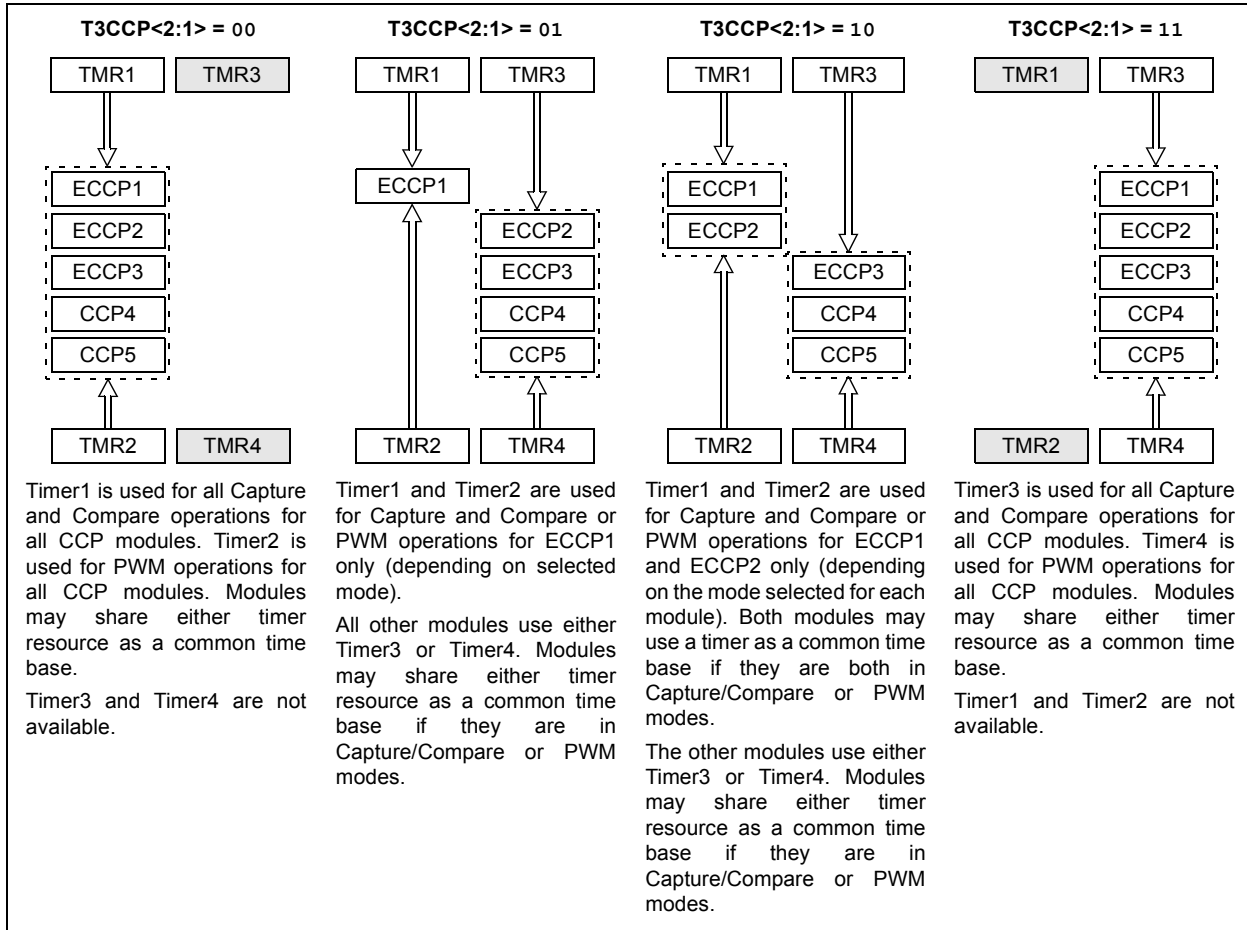 T3CCP<2:1> = 00
TMR1 TMR3
ECCP1
ECCP2
ECCP3
CCP4
CCP5
TMR2 TMR4
Timer1 is used for all Capture
and Compare operations for
all CCP modules. Timer2 is
used for PWM operations for
all CCP modules. Modules
may share either timer
resource as a common time
base.
Timer3 and Timer4 are not
available.
T3CCP<2:1> = 01
TMR1 TMR3
ECCP1
ECCP2
ECCP3
CCP4
CCP5
TMR2 TMR4
Timer1 and Timer2 are used
for Capture and Compare or
PWM operations for ECCP1
only (depending on selected
mode).
All other modules use either
Timer3 or Timer4. Modules
may share either timer
resource as a common time
base if they are in
Capture/Compare or PWM
modes.
T3CCP<2:1> = 10
TMR1 TMR3
ECCP1
ECCP2
ECCP3
CCP4
CCP5
TMR2 TMR4
Timer1 and Timer2 are used
for Capture and Compare or
PWM operations for ECCP1
and ECCP2 only (depending
on the mode selected for each
module). Both modules may
use a timer as a common time
base if they are both in
Capture/Compare or PWM
modes.
The other modules use either
Timer3 or Timer4. Modules
may share either timer
resource as a common time
base if they are in
Capture/Compare or PWM
modes.
T3CCP<2:1> = 11
TMR1 TMR3
ECCP1
ECCP2
ECCP3
CCP4
CCP5
TMR2 TMR4
Timer3 is used for all Capture
and Compare operations for
all CCP modules. Timer4 is
used for PWM operations for
all CCP modules. Modules
may share either timer
resource as a common time
base.
Timer1 and Timer2 are not
available.